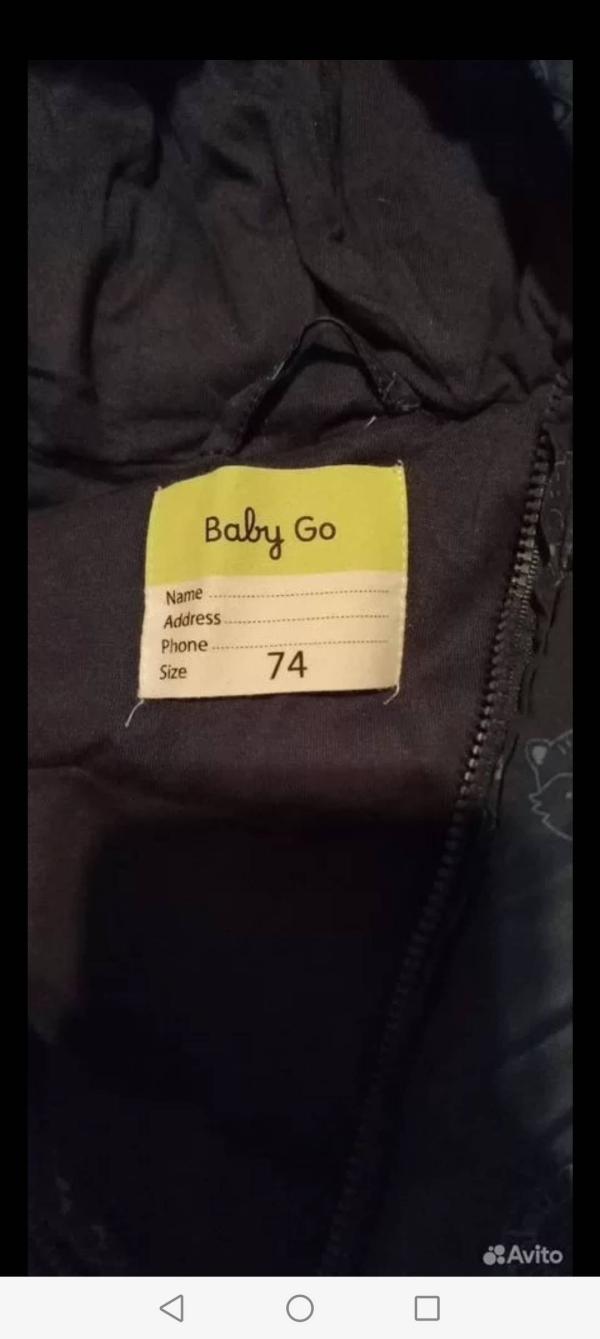 Baby Go
Name
Address
Phone
Size 74
Avito